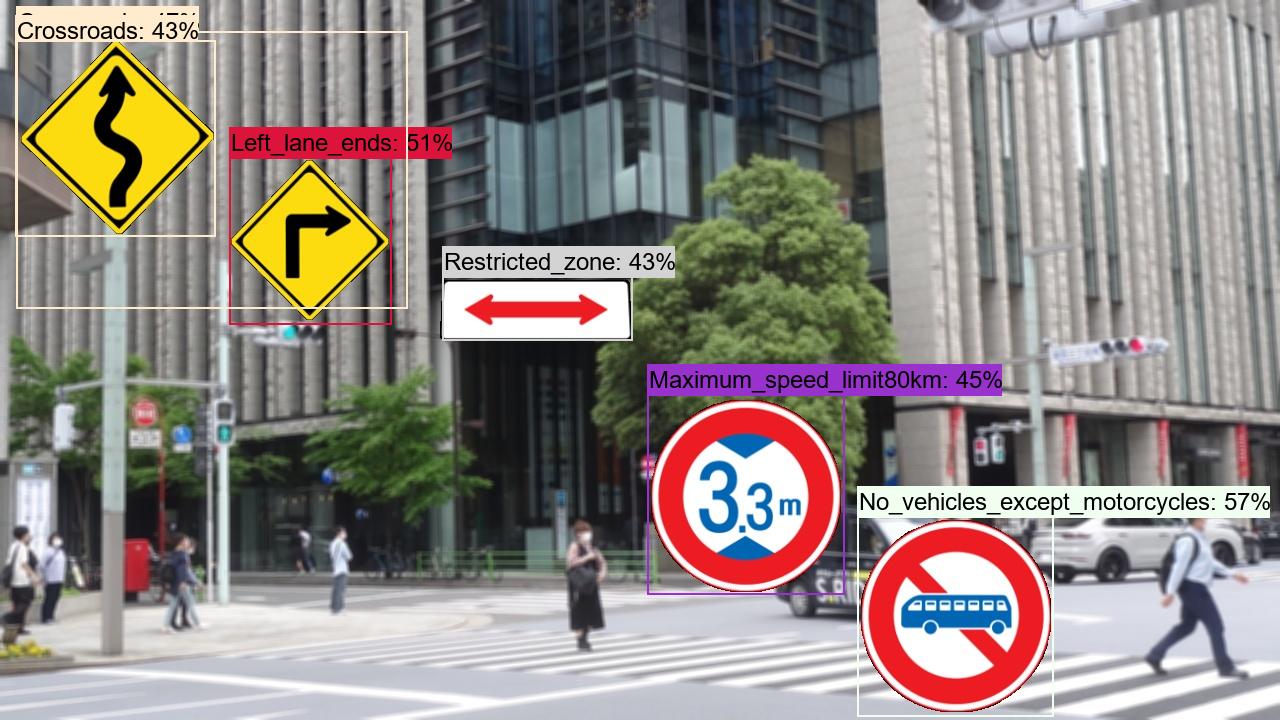 Crossroads: 43%
Left_lane_ends: 51%
Restricted_zone: 43%
Maximum_speed_limit80km: 45%
3.3m
No_vehicles_except_motorcycles: 57%